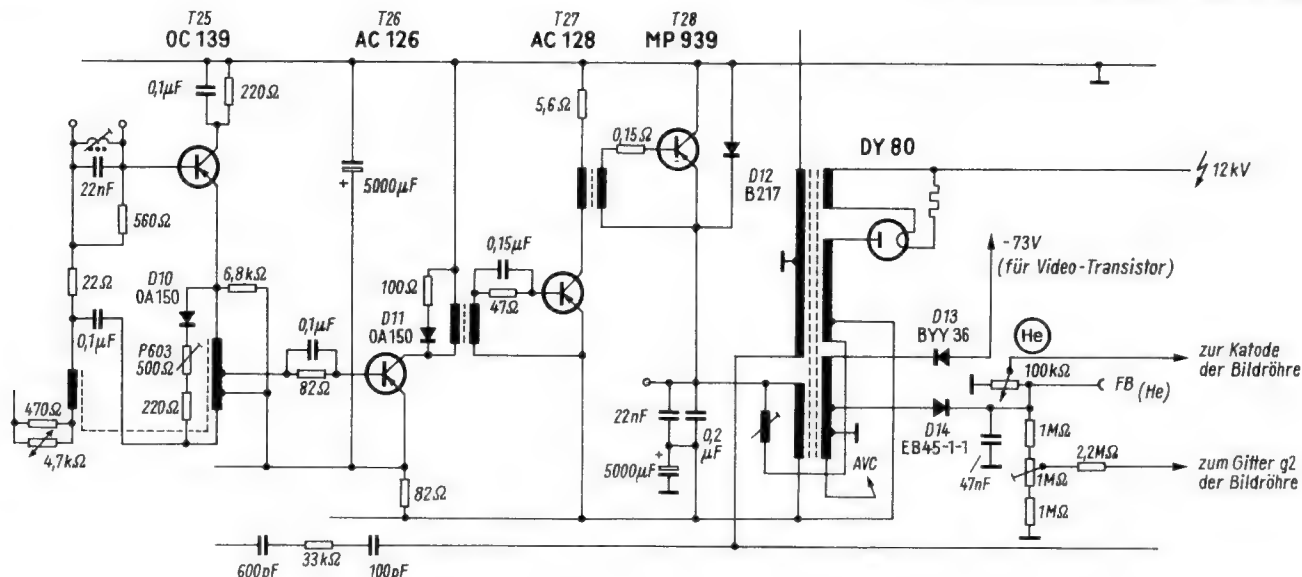 T25
OC 139
T26
AC 126
T27
AC 128
T28
MP 939
0,1µF
220Ω
22nF
560Ω
22Ω
0,1µF
470Ω
4,7kΩ
D10
OA150
P603
500Ω
220Ω
6,8kΩ
+
5000µF
0,1µF
82Ω
100Ω
D11
OA150
82Ω
0,15µF
47Ω
5,6Ω
0,15Ω
D12
B217
22nF
0,2
µF
+
5000µF
DY 80
12kV
-73V
(für Video-Transistor)
D13
BYY 36
He
100kΩ
zur Katode
der Bildröhre
FB (He)
D14
EB45-1-1
AVC
47nF
1MΩ
1MΩ
1MΩ
2,2MΩ
zum Gitter g2
der Bildröhre
600pF
33kΩ
100pF